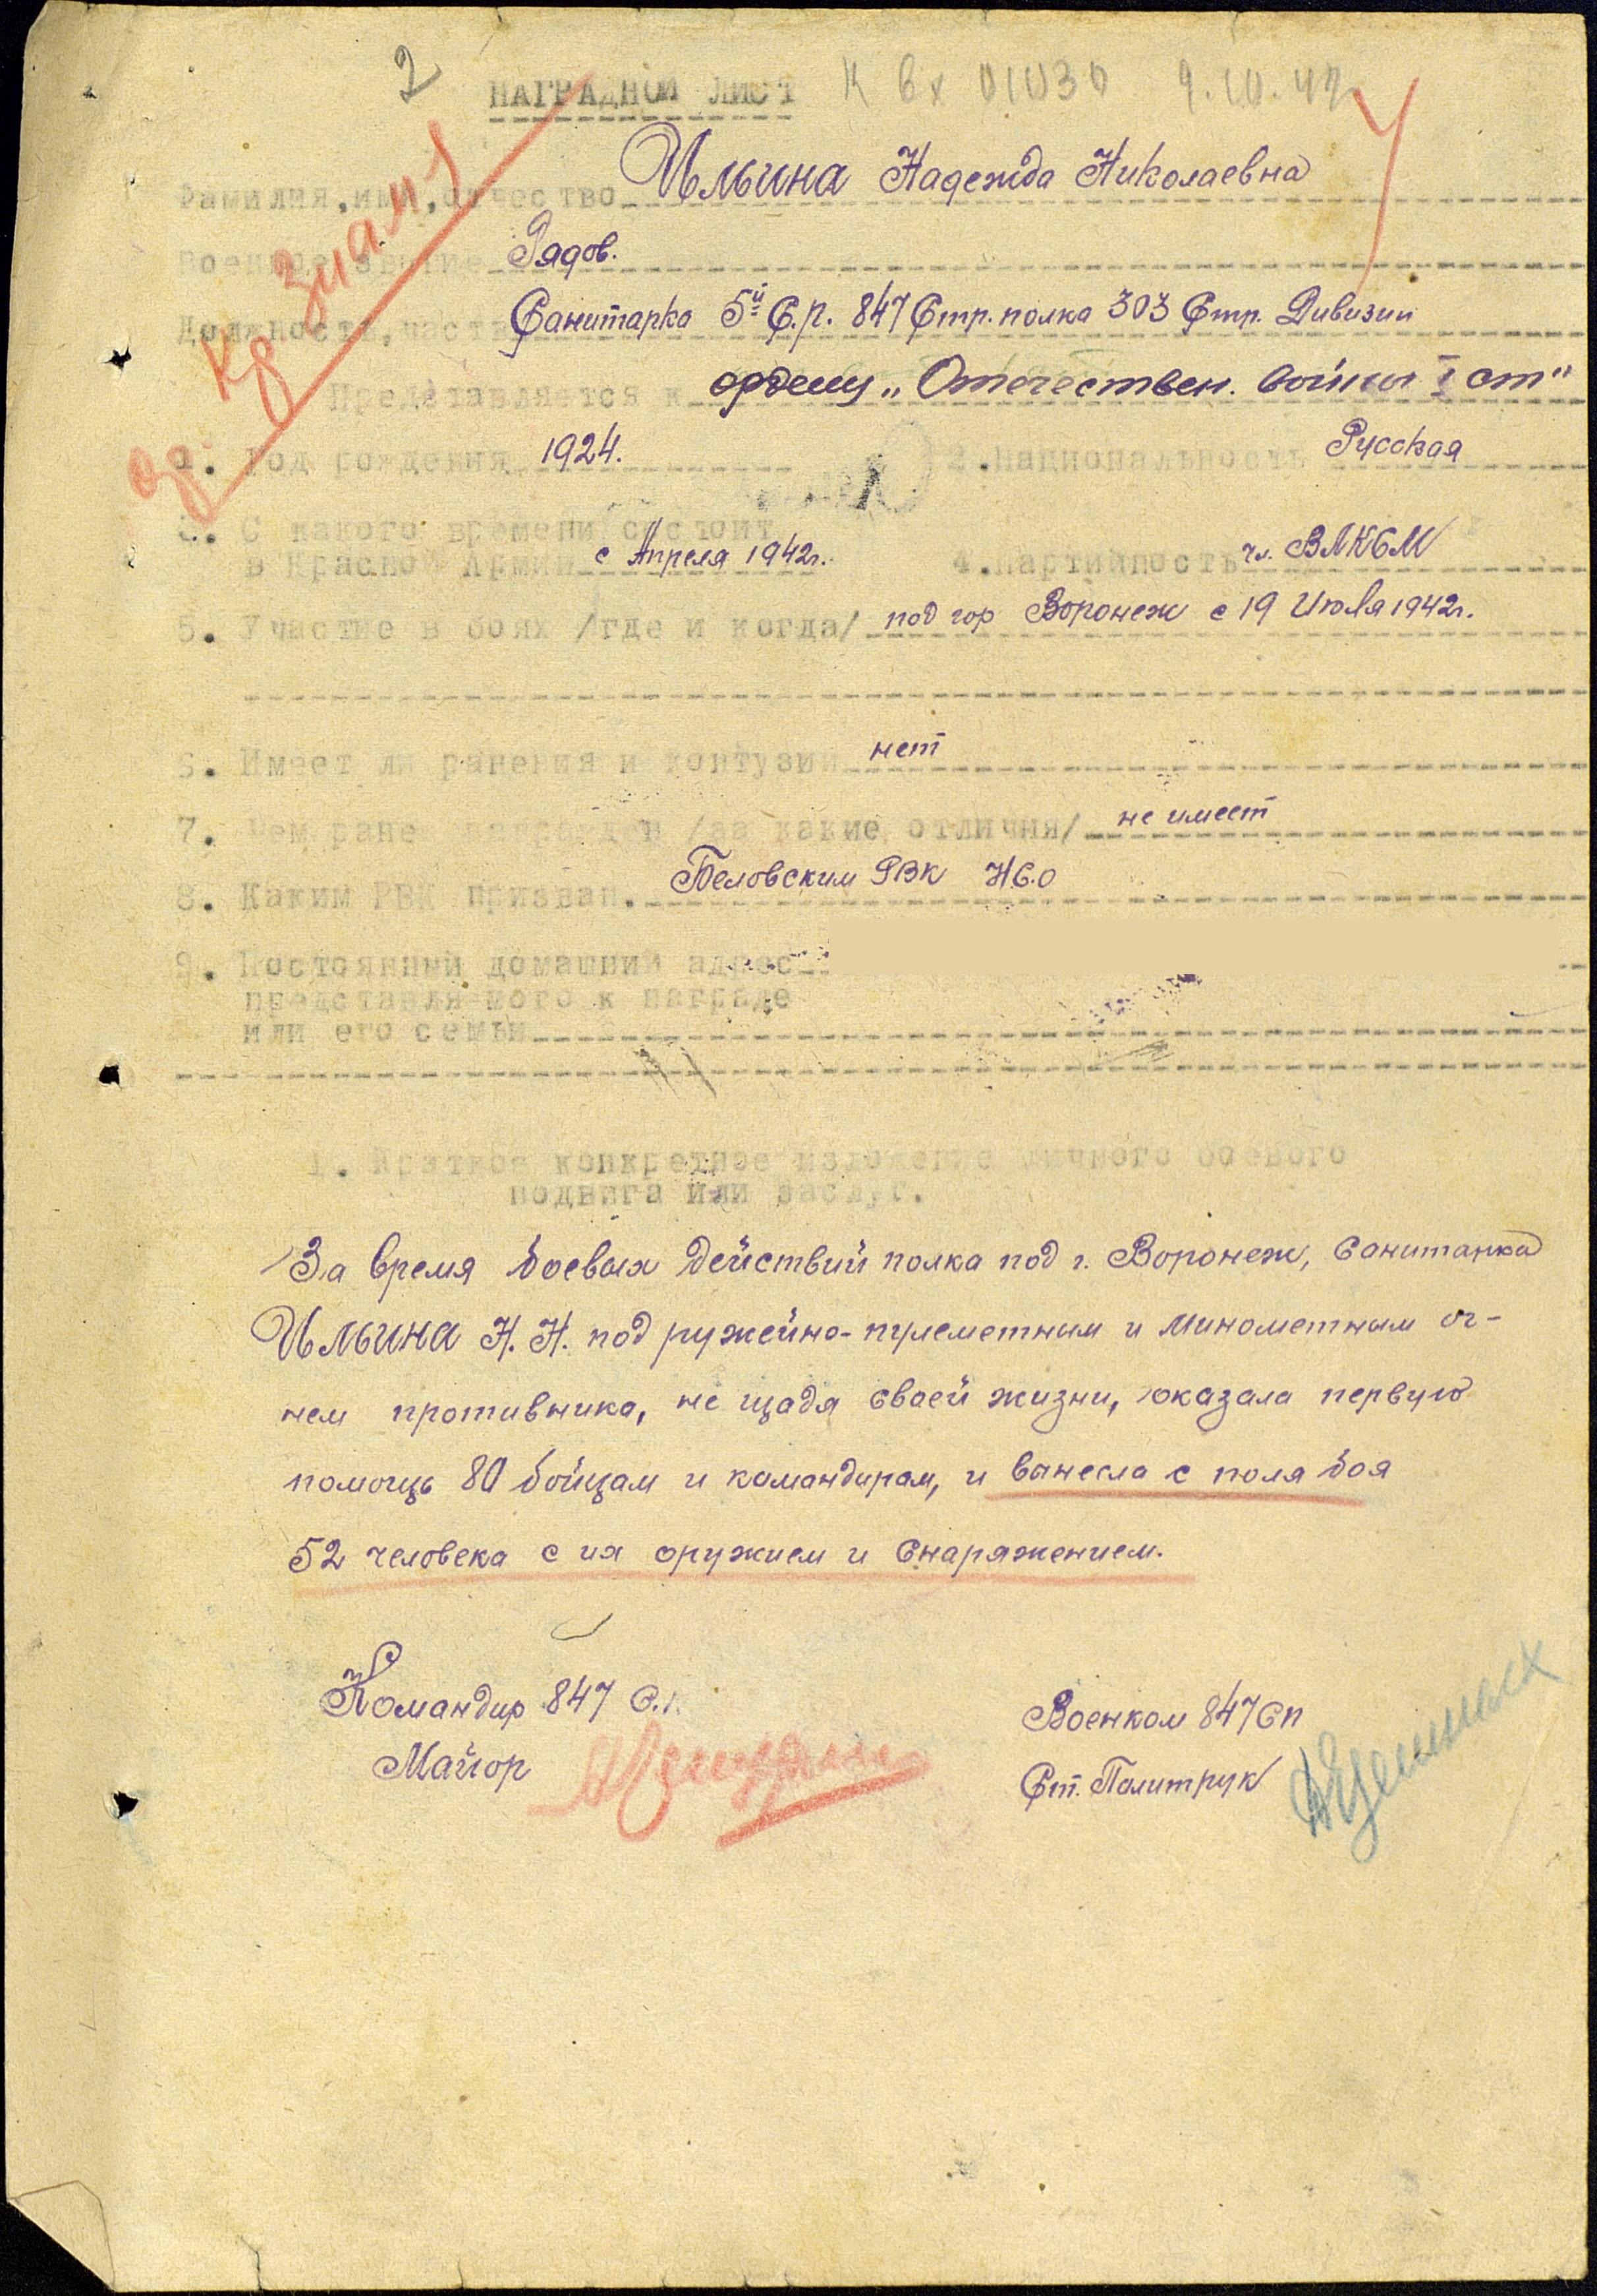 2
НАГРАДНОЙ ЛИСТ К вх 01030 9.10.42
Фамилия, имя, отчество Ильина Надежда Николаевна
Военное звание Рядов.
Должность, часть Санитарка 5й С.р. 847 Стр. полка 303 Стр. Дивизии
Представляется к ордену „Отечествен. войны I ст"
1. Год рождения 1924. 2. Национальность Русская
3. С какого времени состоит
в Красной Армии с Апреля 1942г. 4. Партийность чл. ВЛКСМ
5. Участие в боях /где и когда/ под гор Воронеж с 19 Июля 1942г.
6. Имеет ли ранения и контузии нет
7. Чем ране награжден /за какие отличия/ не имеет
8. Каким РВК призван. Беловским РВК Н.С.О
9. Постоянный домашний адрес
представляемого к награде
или его семьи
1. Краткое конкретное изложение личного боевого
подвига или заслуг.
За время боевых действий полка под г. Воронеж, Санитарка
Ильина Н. Н. под ружейно-пулеметным и минометным ог-
нем противника, не щадя своей жизни, оказала первую
помощь 80 бойцам и командирам, и вынесла с поля боя
52 человека с их оружием и снаряжением.
Командир 847 С.п. Военком 847 Сп
Майор Ст. Политрук